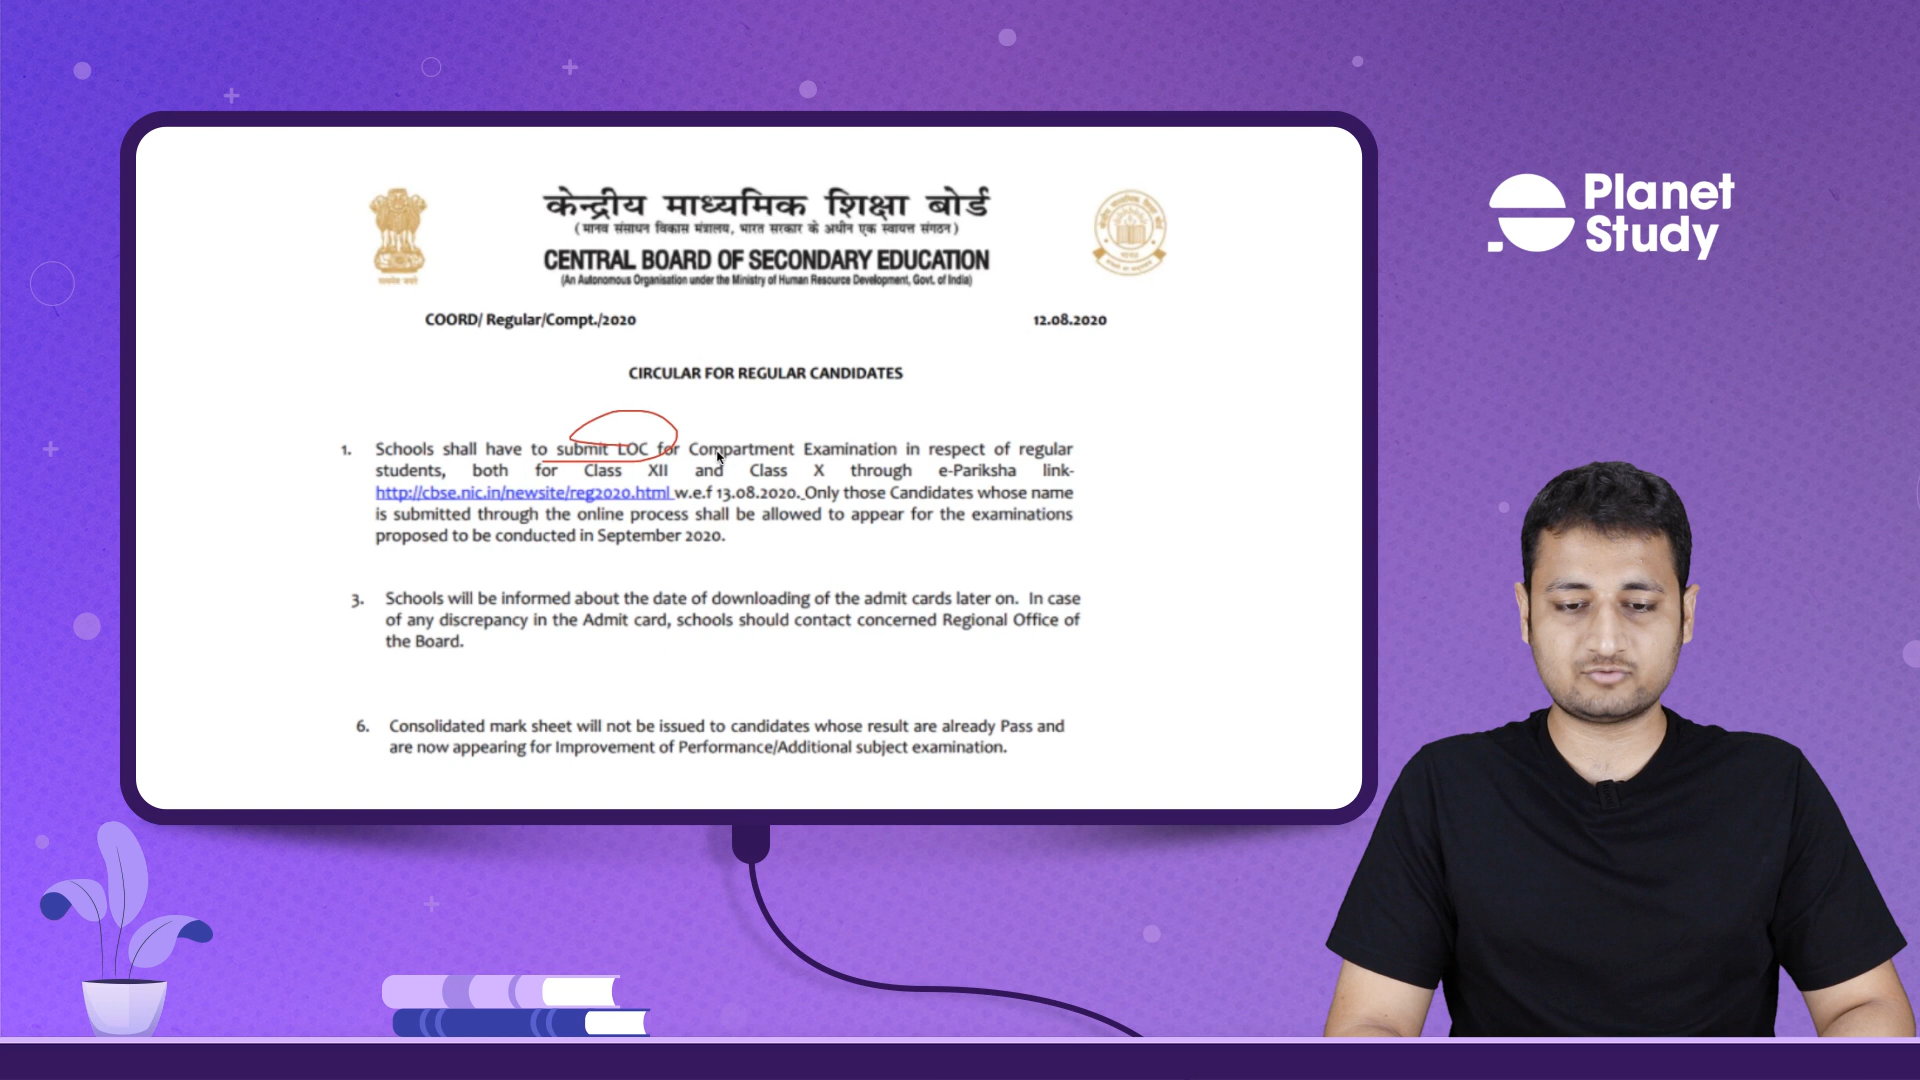 केन्द्रीय माध्यमिक शिक्षा बोर्ड
(मानव संसाधन विकास मंत्रालय, भारत सरकार के अधीन एक स्वायत्त संगठन)
CENTRAL BOARD OF SECONDARY EDUCATION
(An Autonomous Organisation under the Ministry of Human Resource Development, Govt. of India)
COORD/ Regular/Compt./2020 12.08.2020
CIRCULAR FOR REGULAR CANDIDATES
1. Schools shall have to submit LOC for Compartment Examination in respect of regular
students, both for Class XII and Class X through e-Pariksha link-
http://cbse.nic.in/newsite/reg2020.html w.e.f 13.08.2020. Only those Candidates whose name
is submitted through the online process shall be allowed to appear for the examinations
proposed to be conducted in September 2020.
3. Schools will be informed about the date of downloading of the admit cards later on. In case
of any discrepancy in the Admit card, schools should contact concerned Regional Office of
the Board.
6. Consolidated mark sheet will not be issued to candidates whose result are already Pass and
are now appearing for Improvement of Performance/Additional subject examination.
Planet
Study